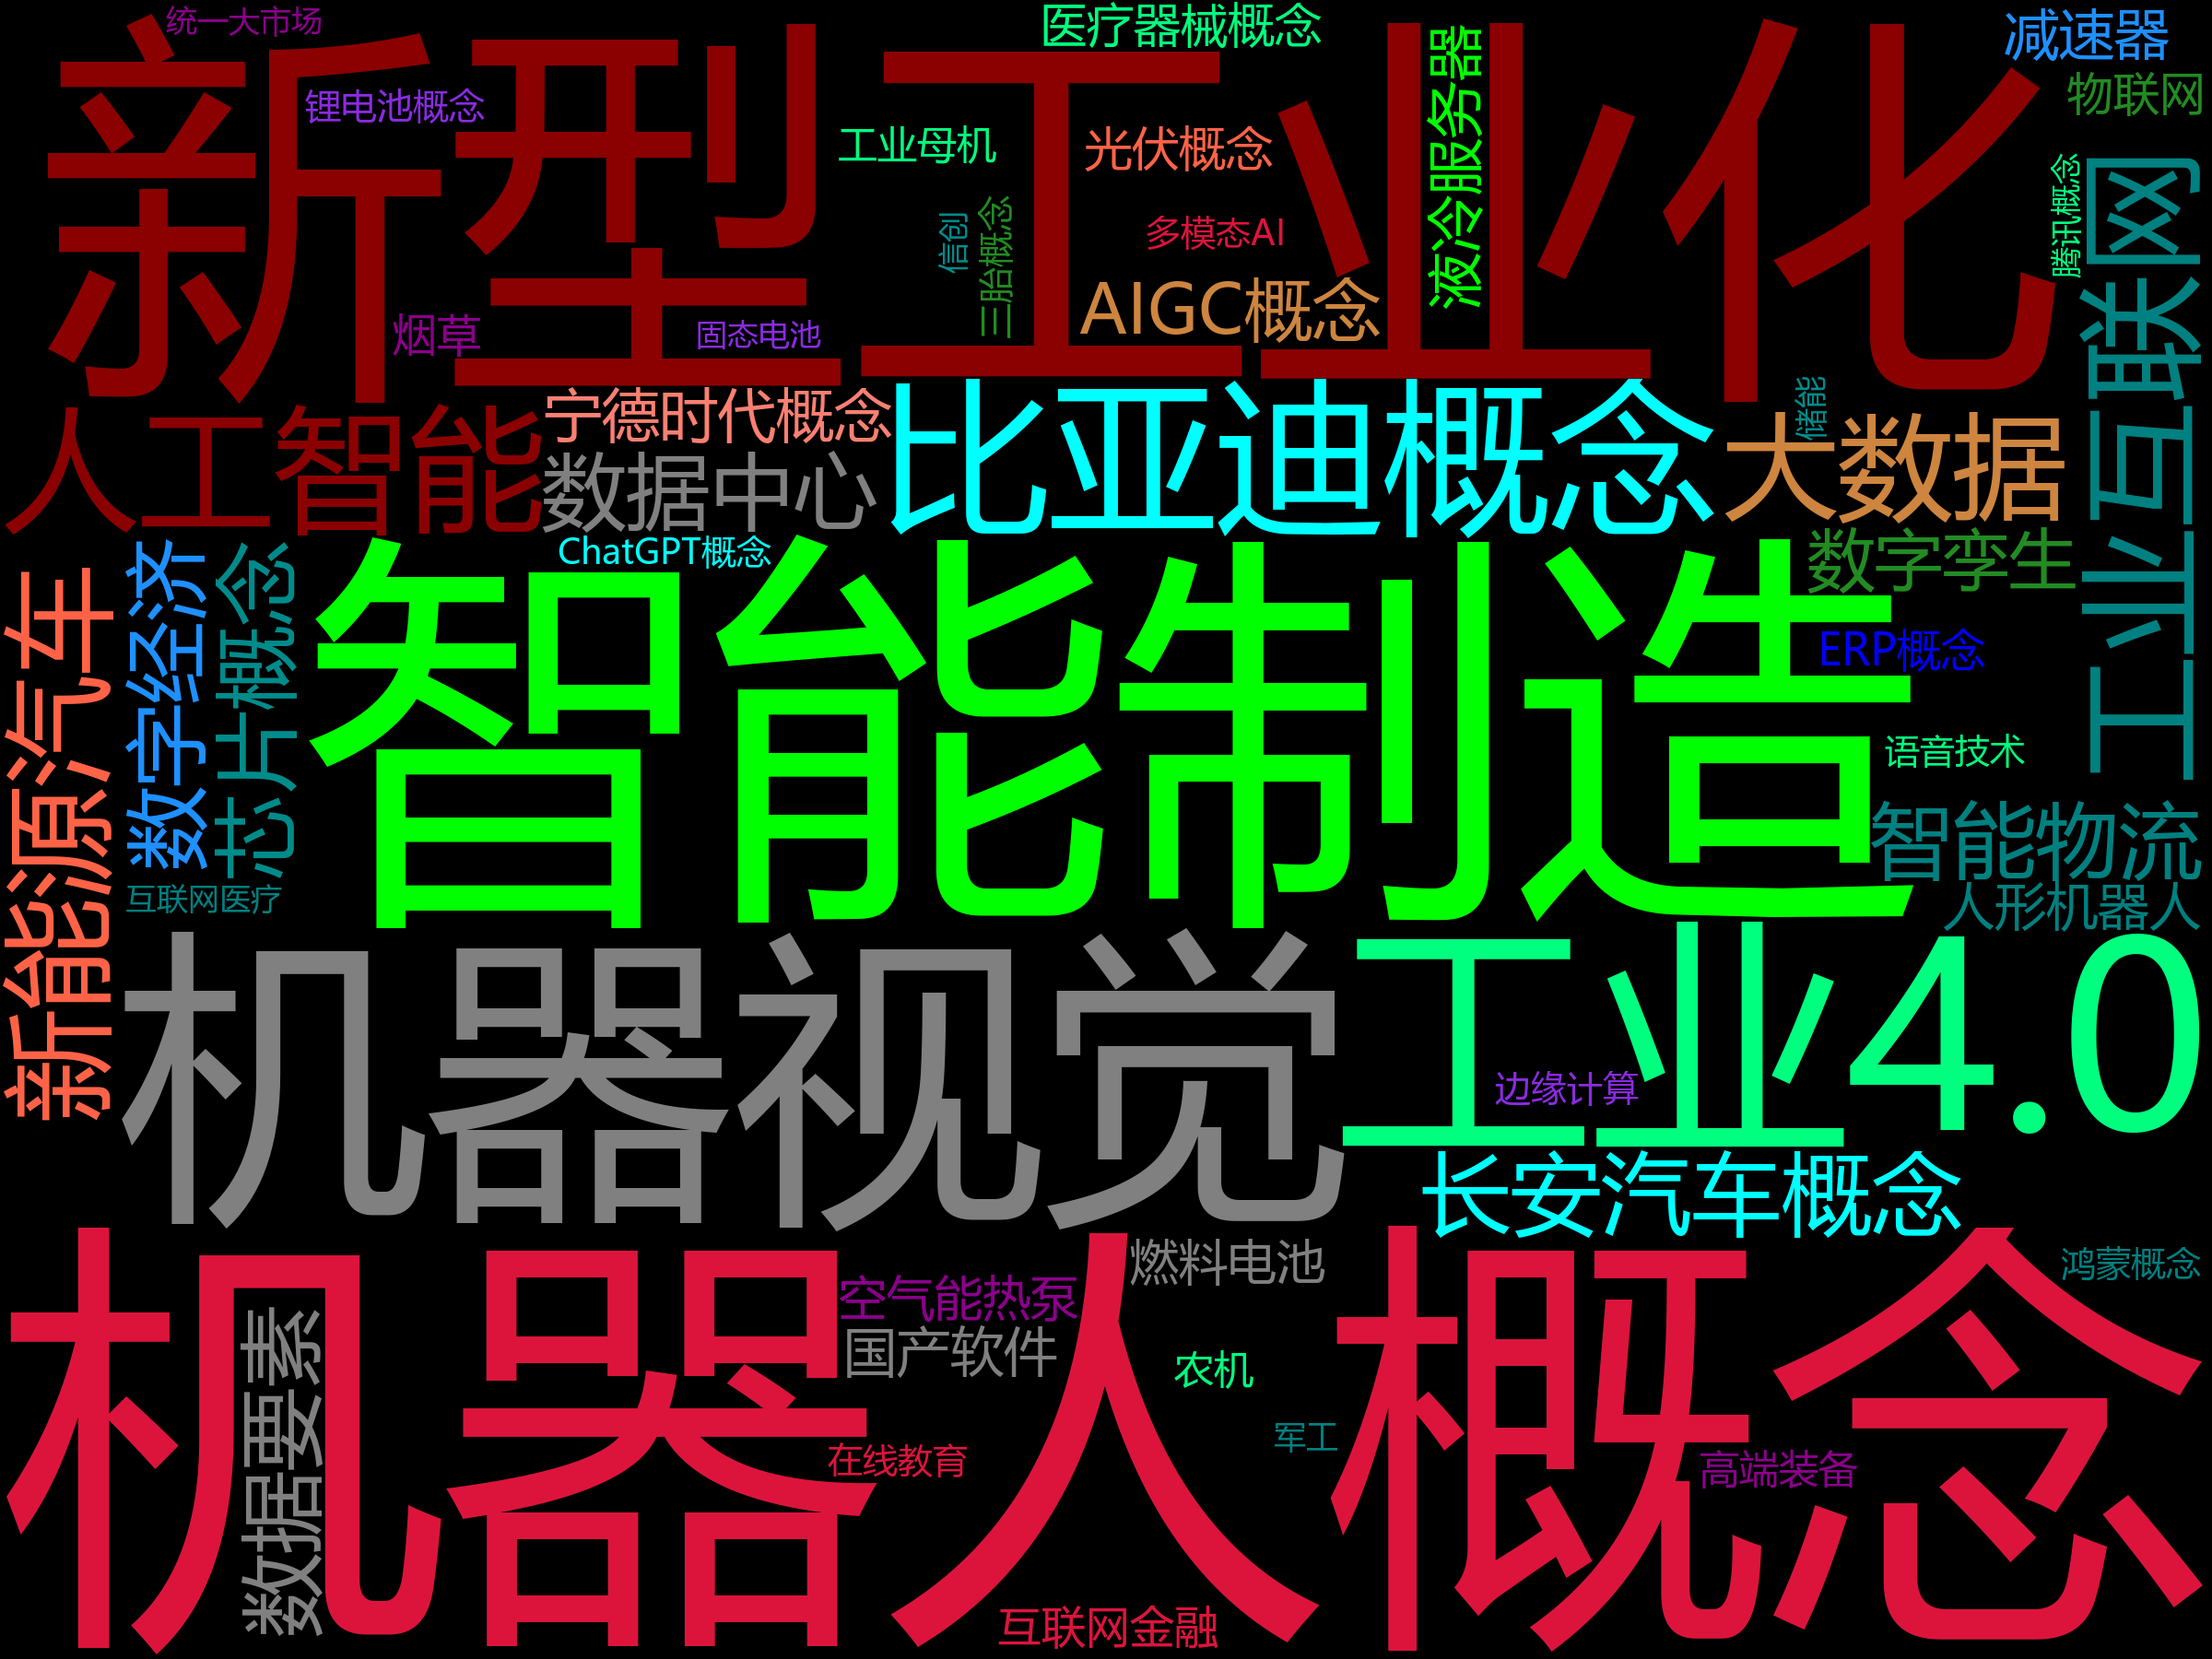 统一大市场
新型工业化
医疗器械概念
减速器
物联网
锂电池概念
工业母机
光伏概念
液冷服务器
腾讯概念
工业互联网
信创
三胎概念
多模态AI
AIGC概念
烟草
固态电池
储能
人工智能
宁德时代概念
比亚迪概念
大数据
数据中心
ChatGPT概念
数字孪生
新能源汽车
数字经济
芯片概念
智能制造
ERP概念
语音技术
智能物流
互联网医疗
人形机器人
机器视觉
工业4.0
边缘计算
长安汽车概念
机器人概念
燃料电池
鸿蒙概念
空气能热泵
国产软件
数据要素
农机
军工
在线教育
高端装备
互联网金融